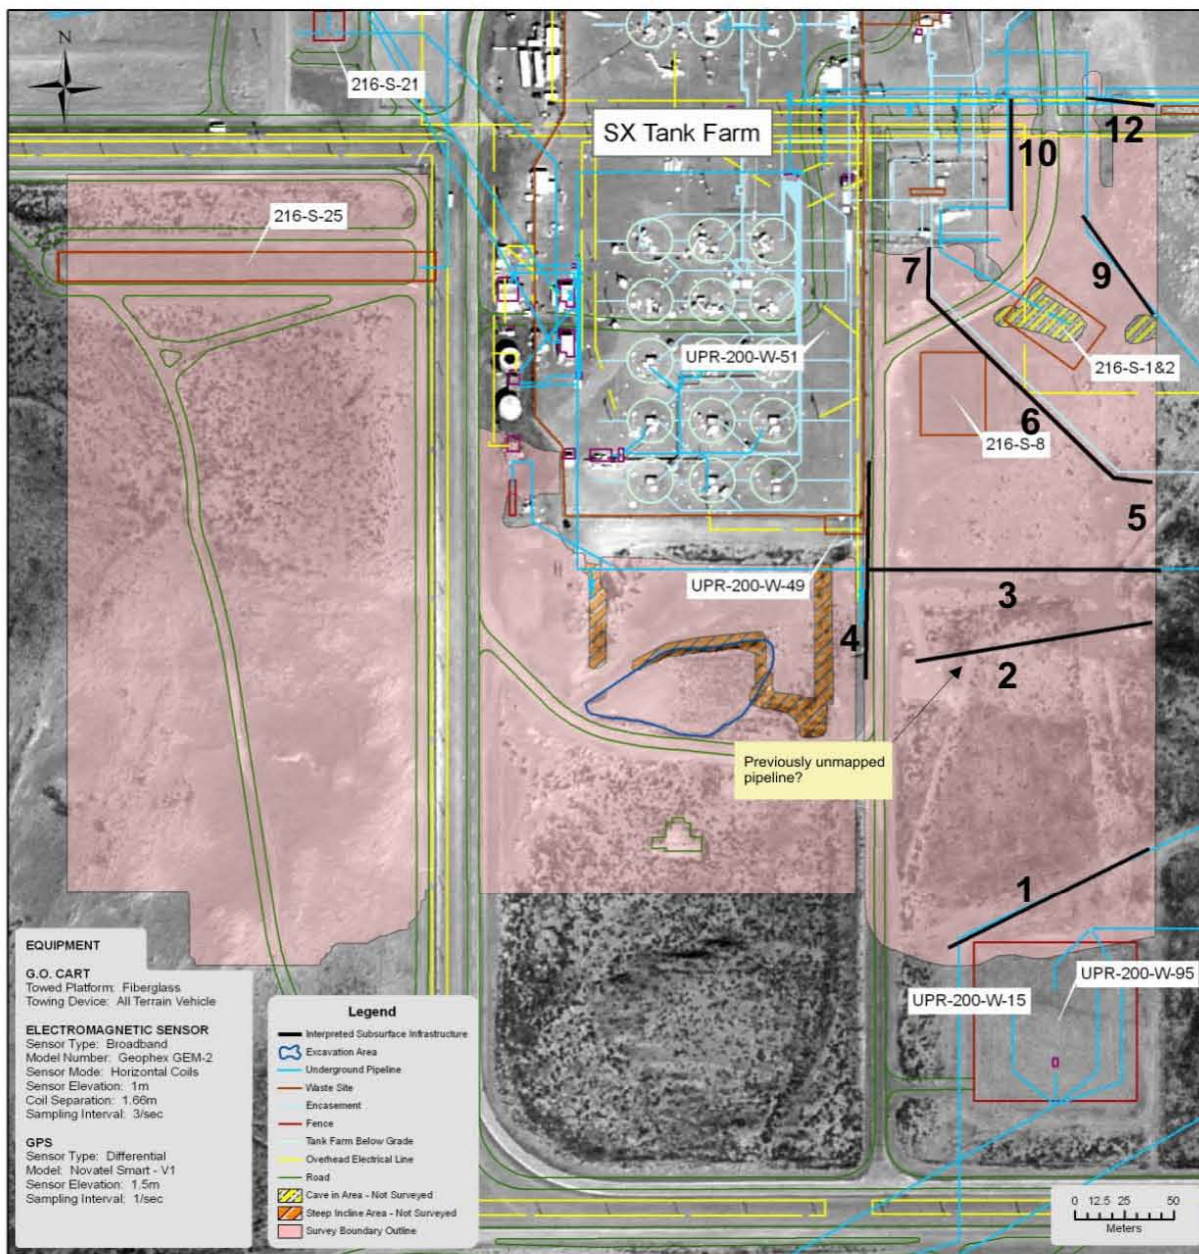 N
216-S-21
SX Tank Farm
10
12
216-S-25
7
9
UPR-200-W-51
216-S-1&2
6
216-S-8
5
UPR-200-W-49
3
4
2
Previously unmapped
pipeline?
1
UPR-200-W-95
UPR-200-W-15
EQUIPMENT
G.O. CART
Towed Platform: Fiberglass
Towing Device: All Terrain Vehicle
ELECTROMAGNETIC SENSOR
Sensor Type: Broadband
Model Number: Geophex GEM-2
Sensor Mode: Horizontal Coils
Sensor Elevation: 1m
Coil Separation: 1.66m
Sampling Interval: 3/sec
GPS
Sensor Type: Differential
Model: Novatel Smart - V1
Sensor Elevation: 1.5m
Sampling Interval: 1/sec
Legend
Interpreted Subsurface Infrastructure
Excavation Area
Underground Pipeline
Waste Site
Encasement
Fence
Tank Farm Below Grade
Overhead Electrical Line
Road
Cave in Area - Not Surveyed
Steep Incline Area - Not Surveyed
Survey Boundary Outline
0 12.5 25 50
Meters